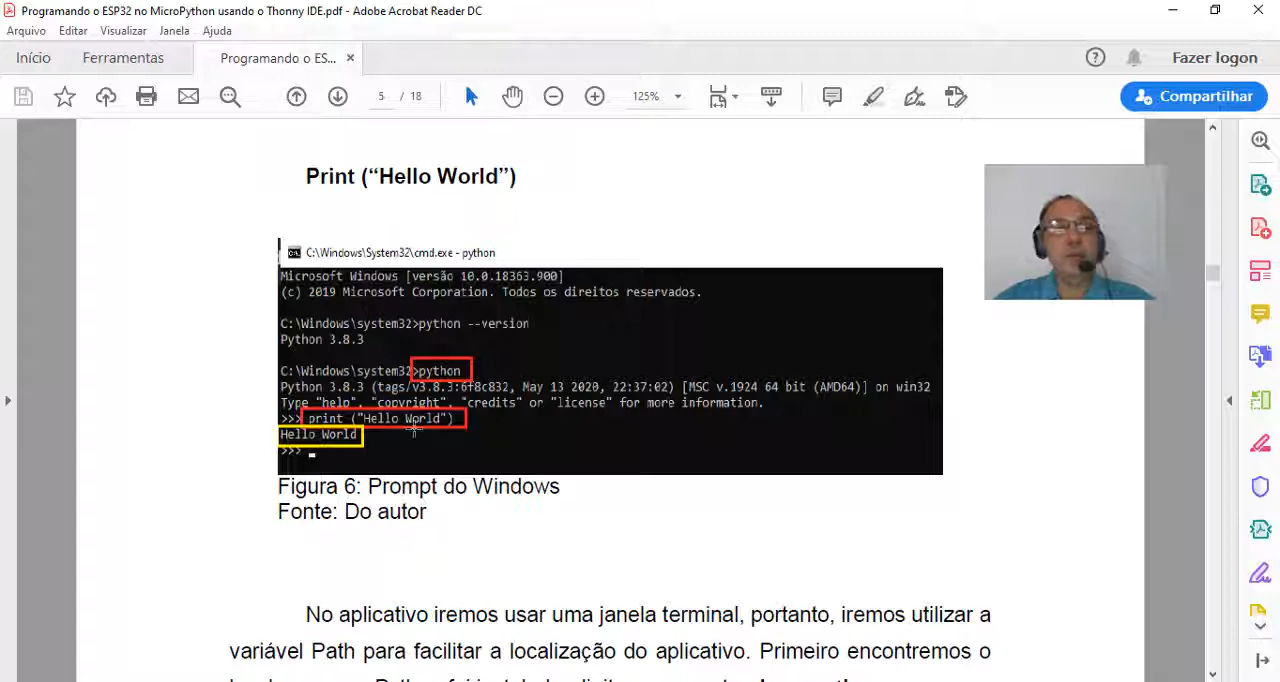 Programando o ESP32 no MicroPython usando o Thonny IDE.pdf - Adobe Acrobat Reader DC
Arquivo Editar Visualizar Janela Ajuda
Início Ferramentas Programando o ES... × Fazer logon
5 / 18 125% Compartilhar
Print (“Hello World”)
C:\Windows\System32\cmd.exe - python
Microsoft Windows [versão 10.0.18363.900]
(c) 2019 Microsoft Corporation. Todos os direitos reservados.
C:\Windows\system32>python --version
Python 3.8.3
C:\Windows\system32>python
Python 3.8.3 (tags/v3.8.3:6f8c832, May 13 2020, 22:37:02) [MSC v.1924 64 bit (AMD64)] on win32
Type "help", "copyright", "credits" or "license" for more information.
>>> print ("Hello World")
Hello World
>>>
Figura 6: Prompt do Windows
Fonte: Do autor
No aplicativo iremos usar uma janela terminal, portanto, iremos utilizar a
variável Path para facilitar a localização do aplicativo. Primeiro encontremos o